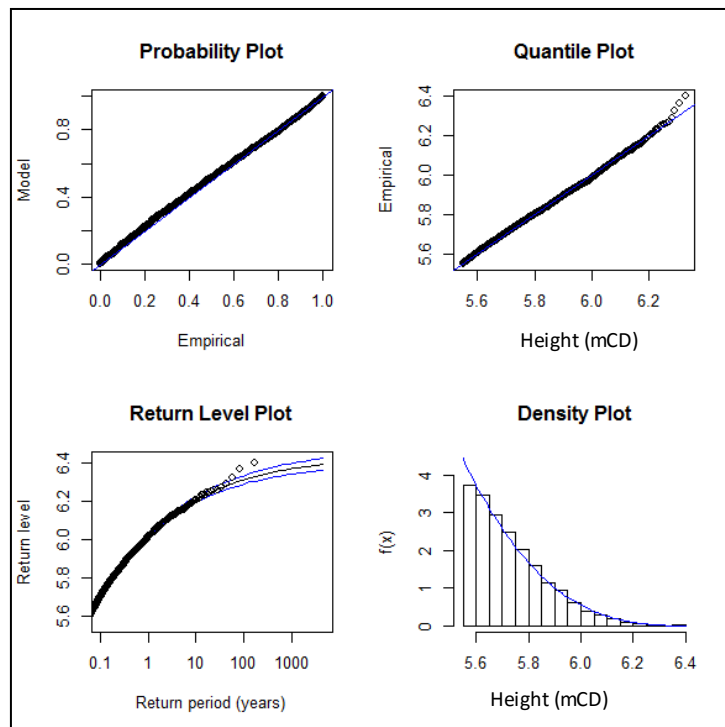 Probability Plot
Model
0.0 0.4 0.8
0.0 0.2 0.4 0.6 0.8 1.0
Empirical
Quantile Plot
Empirical
5.6 5.8 6.0 6.2 6.4
5.6 5.8 6.0 6.2
Height (mCD)
Return Level Plot
Return level
5.6 5.8 6.0 6.2 6.4
0.1 1 10 100 1000
Return period (years)
Density Plot
f(x)
0 1 2 3 4
5.6 5.8 6.0 6.2 6.4
Height (mCD)